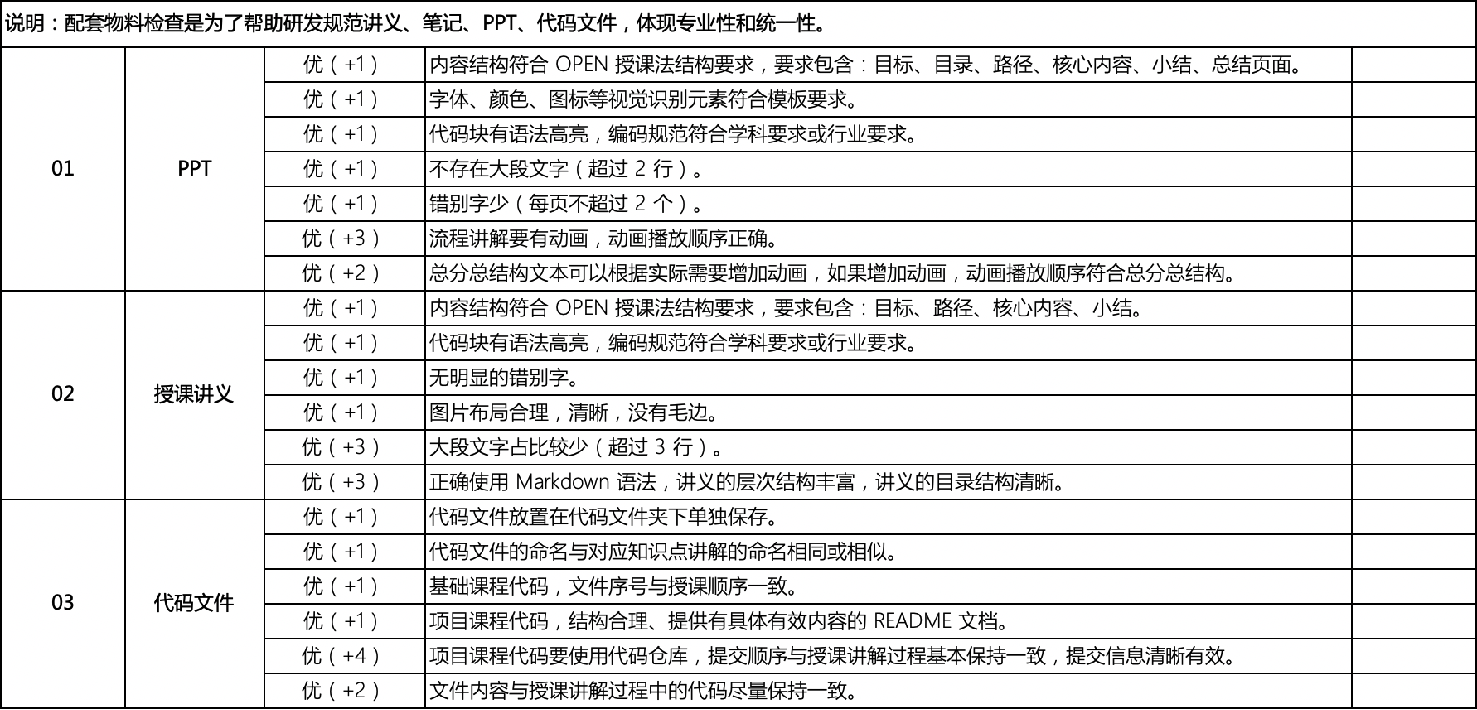 说明：配套物料检查是为了帮助研发规范讲义、笔记、PPT、代码文件，体现专业性和统一性。
01 PPT 优（+1） 内容结构符合 OPEN 授课法结构要求，要求包含：目标、目录、路径、核心内容、小结、总结页面。
优（+1） 字体、颜色、图标等视觉识别元素符合模板要求。
优（+1） 代码块有语法高亮，编码规范符合学科要求或行业要求。
优（+1） 不存在大段文字（超过 2 行）。
优（+1） 错别字少（每页不超过 2 个）。
优（+3） 流程讲解要有动画，动画播放顺序正确。
优（+2） 总分总结构文本可以根据实际需要增加动画，如果增加动画，动画播放顺序符合总分总结构。
02 授课讲义 优（+1） 内容结构符合 OPEN 授课法结构要求，要求包含：目标、路径、核心内容、小结。
优（+1） 代码块有语法高亮，编码规范符合学科要求或行业要求。
优（+1） 无明显的错别字。
优（+1） 图片布局合理，清晰，没有毛边。
优（+3） 大段文字占比较少（超过 3 行）。
优（+3） 正确使用 Markdown 语法，讲义的层次结构丰富，讲义的目录结构清晰。
03 代码文件 优（+1） 代码文件放置在代码文件夹下单独保存。
优（+1） 代码文件的命名与对应知识点讲解的命名相同或相似。
优（+1） 基础课程代码，文件序号与授课顺序一致。
优（+1） 项目课程代码，结构合理、提供有具体有效内容的 README 文档。
优（+4） 项目课程代码要使用代码仓库，提交顺序与授课讲解过程基本保持一致，提交信息清晰有效。
优（+2） 文件内容与授课讲解过程中的代码尽量保持一致。